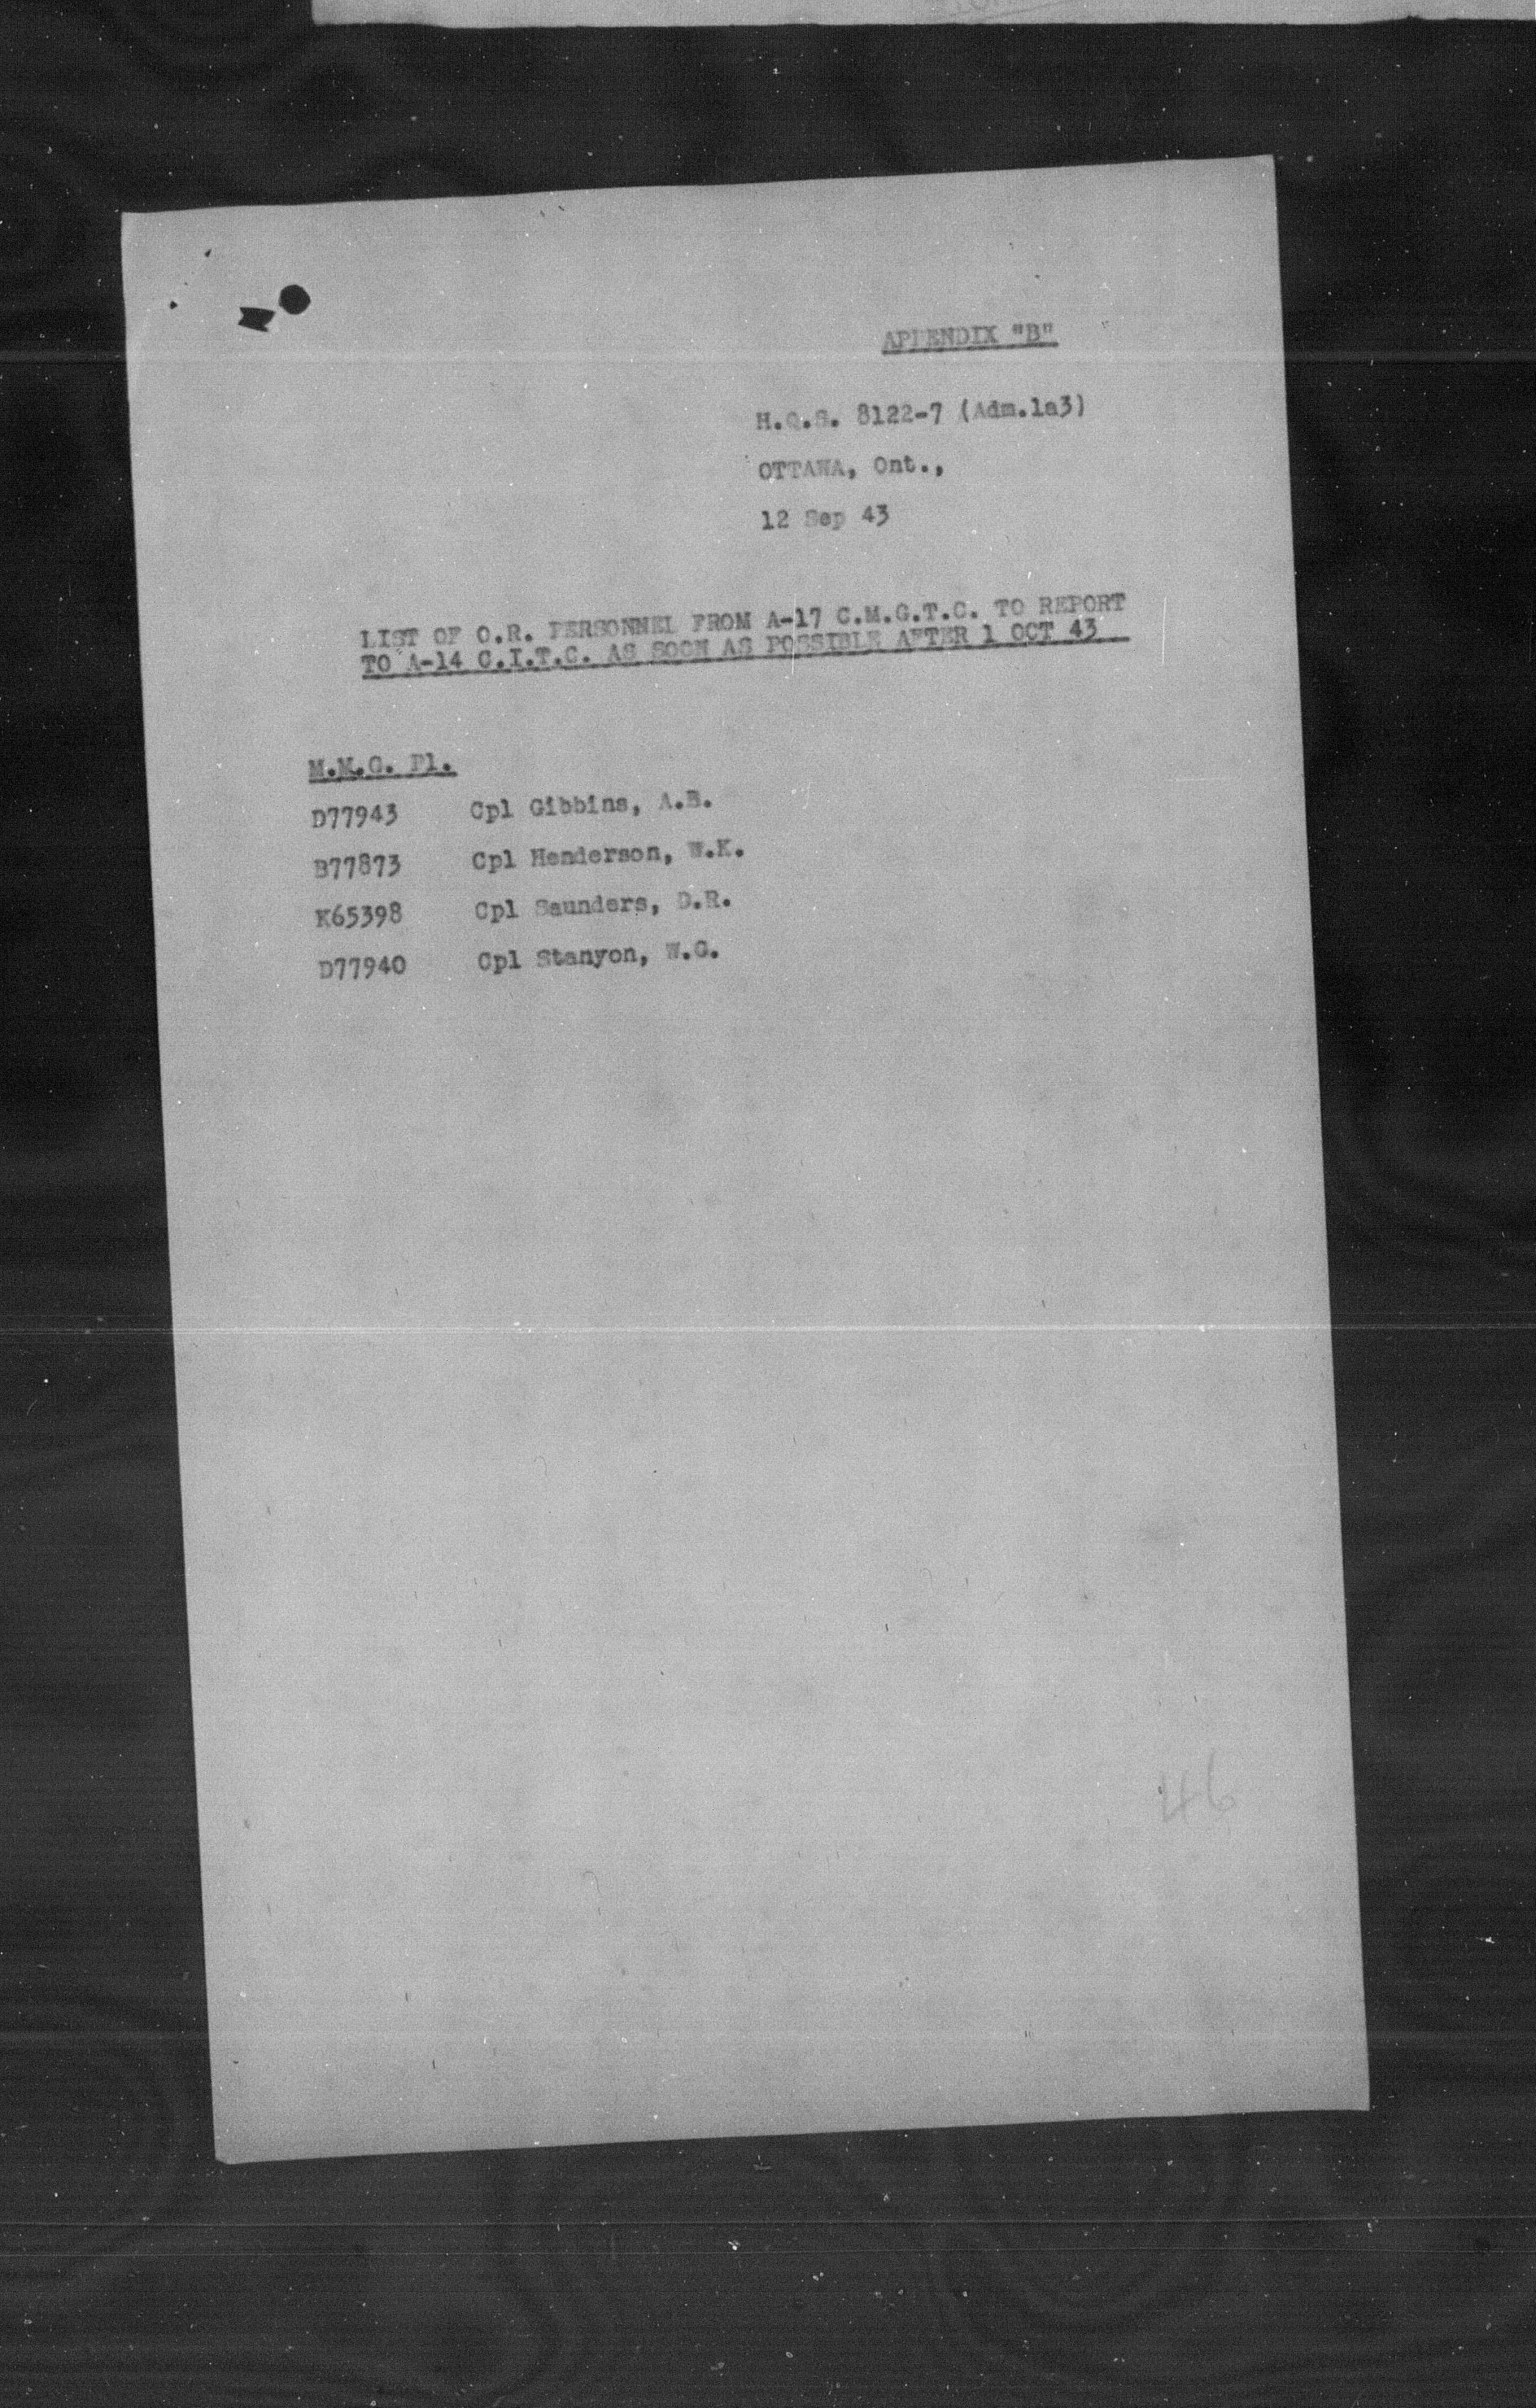 APPENDIX "B"
H.Q.S. 8122-7 (Adm.1a3)
OTTAWA, Ont.,
12 Sep 43
LIST OF O.R. PERSONNEL FROM A-17 C.M.G.T.C. TO REPORT
TO A-14 C.I.T.C. AS SOON AS POSSIBLE AFTER 1 OCT 43
M.M.G. Pl.
D77943 Cpl Gibbins, A.B.
B77873 Cpl Henderson, W.K.
K65398 Cpl Saunders, D.R.
D77940 Cpl Stanyon, W.G.
46